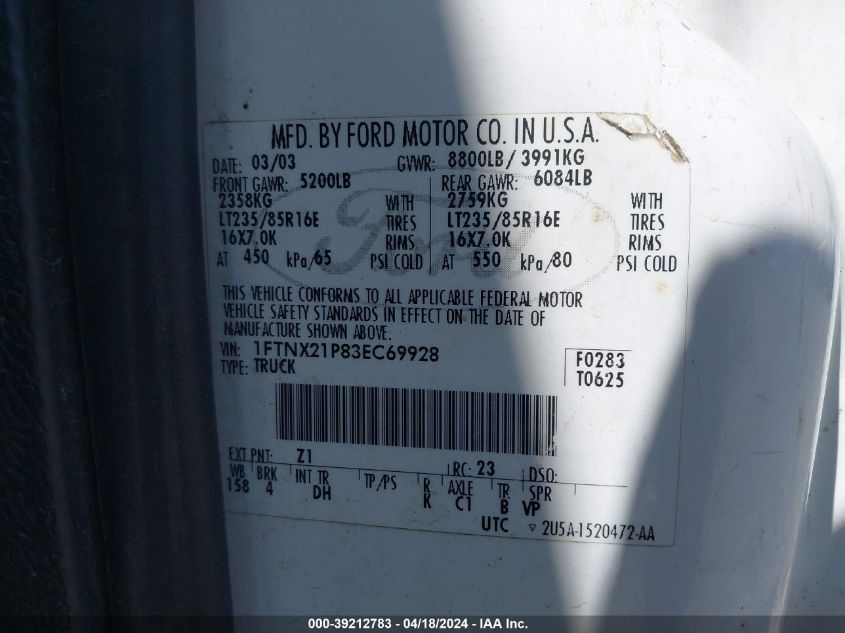 MFD. BY FORD MOTOR CO. IN U.S.A.
DATE: 03/03 GVWR: 8800LB / 3991KG
FRONT GAWR: 5200LB REAR GAWR: 6084LB
2358KG WITH 2759KG WITH
LT235/85R16E TIRES LT235/85R16E TIRES
16X7.0K RIMS 16X7.0K RIMS
AT 450 kPa/65 PSI COLD AT 550 kPa/80 PSI COLD
Ford
THIS VEHICLE CONFORMS TO ALL APPLICABLE FEDERAL MOTOR
VEHICLE SAFETY STANDARDS IN EFFECT ON THE DATE OF
MANUFACTURE SHOWN ABOVE.
VIN: 1FTNX21P83EC69928 F0283
TYPE: TRUCK T0625
EXT PNT: Z1 RC: 23 DSO:
WB BRK INT TR TP/PS R AXLE TR SPR
158 4 DH K C1 B VP
UTC ▽ 2U5A-1520472-AA
000-39212783 - 04/18/2024 - IAA Inc.